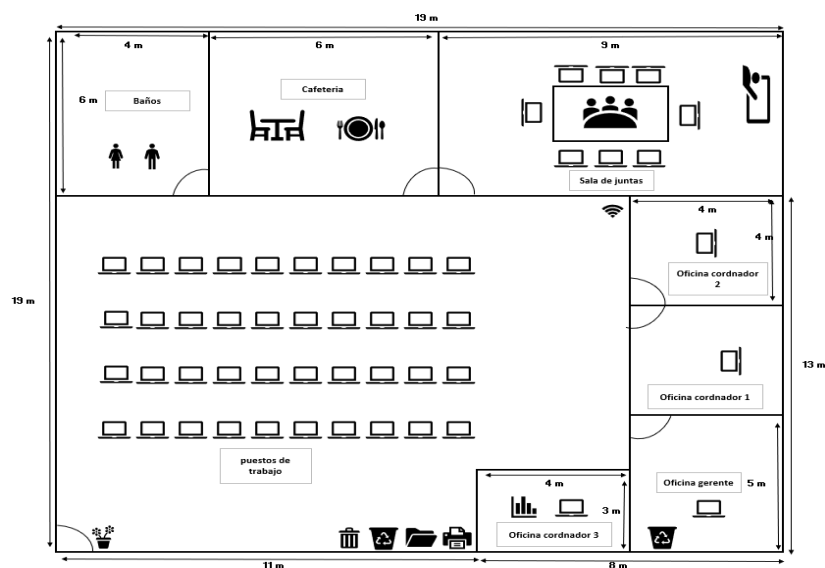 19 m
4 m
6 m
9 m
6 m
Baños
Cafeteria
Sala de juntas
4 m
4 m
Oficina cordnador
2
19 m
13 m
Oficina cordnador 1
puestos de
trabajo
4 m
Oficina gerente
5 m
3 m
Oficina cordnador 3
11 m
8 m